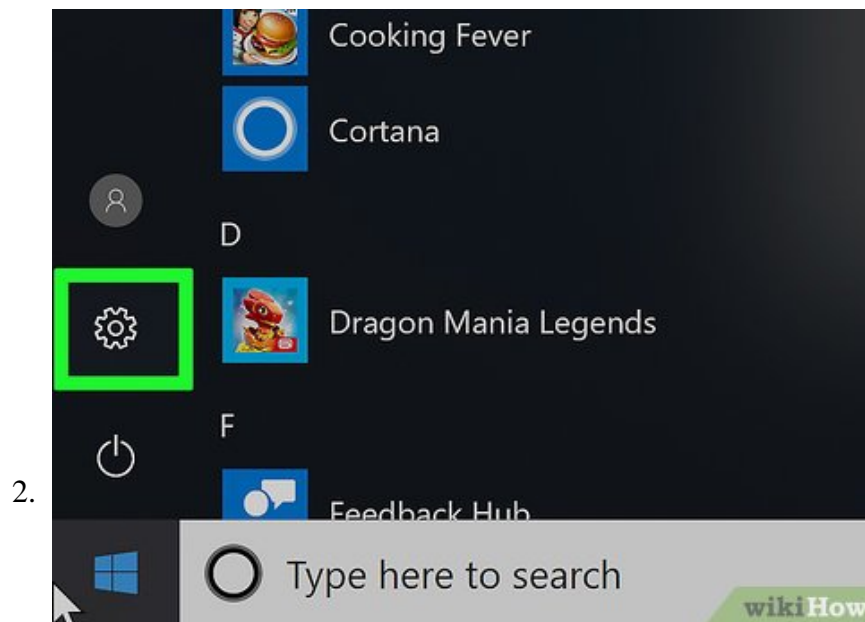 Cooking Fever
Cortana
D
Dragon Mania Legends
F
2.
Feedback Hub
Type here to search
wikiHow